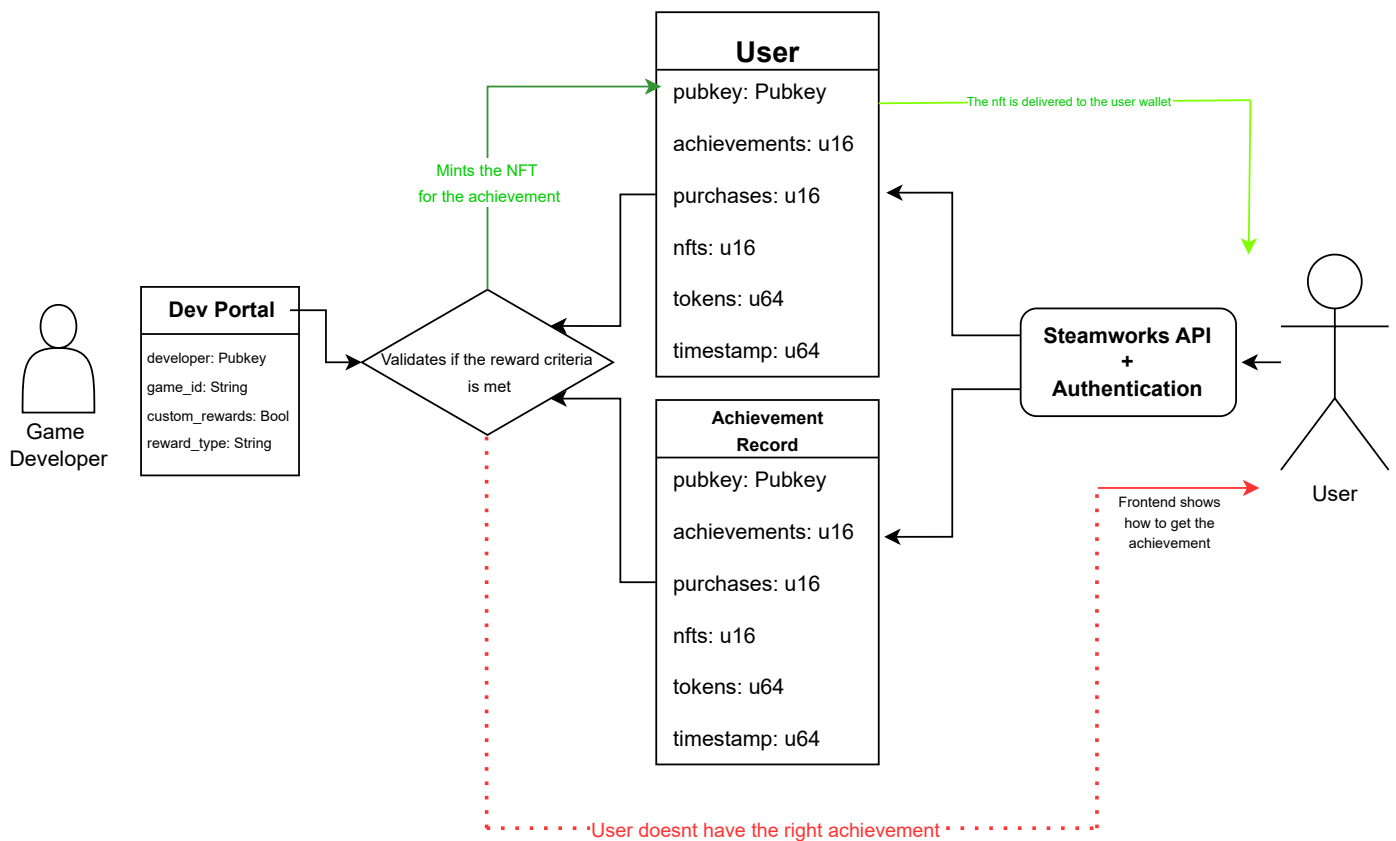 User
pubkey: Pubkey
achievements: u16
purchases: u16
nfts: u16
tokens: u64
timestamp: u64
The nft is delivered to the user wallet
Mints the NFT
for the achievement
Game
Developer
Dev Portal
developer: Pubkey
game_id: String
custom_rewards: Bool
reward_type: String
Validates if the reward criteria
is met
Steamworks API
+
Authentication
User
Achievement
Record
pubkey: Pubkey
achievements: u16
purchases: u16
nfts: u16
tokens: u64
timestamp: u64
Frontend shows
how to get the
achievement
User doesnt have the right achievement